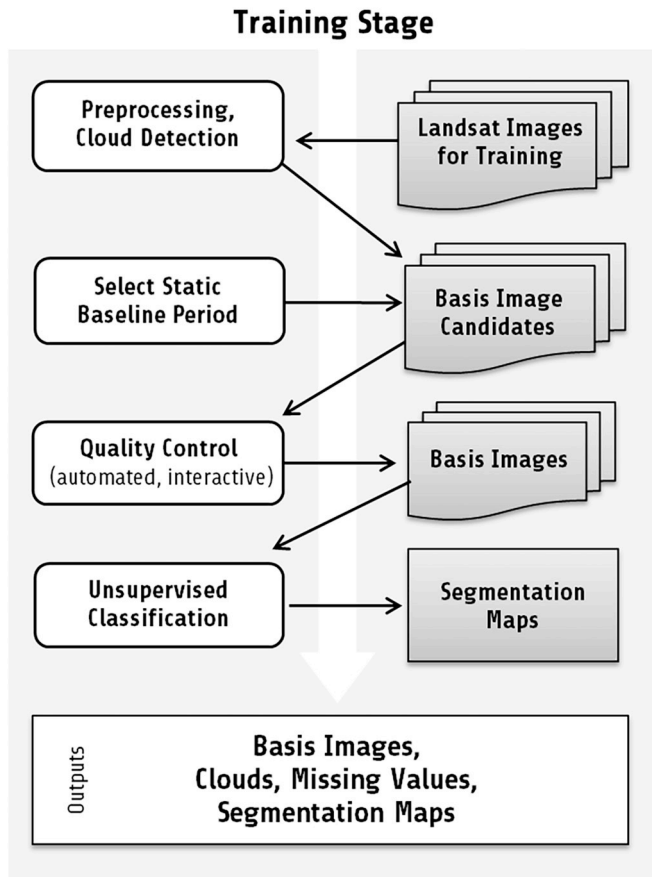 Training Stage
Preprocessing,
Cloud Detection
Landsat Images
for Training
Select Static
Baseline Period
Basis Image
Candidates
Quality Control
(automated, interactive)
Basis Images
Unsupervised
Classification
Segmentation
Maps
Outputs
Basis Images,
Clouds, Missing Values,
Segmentation Maps